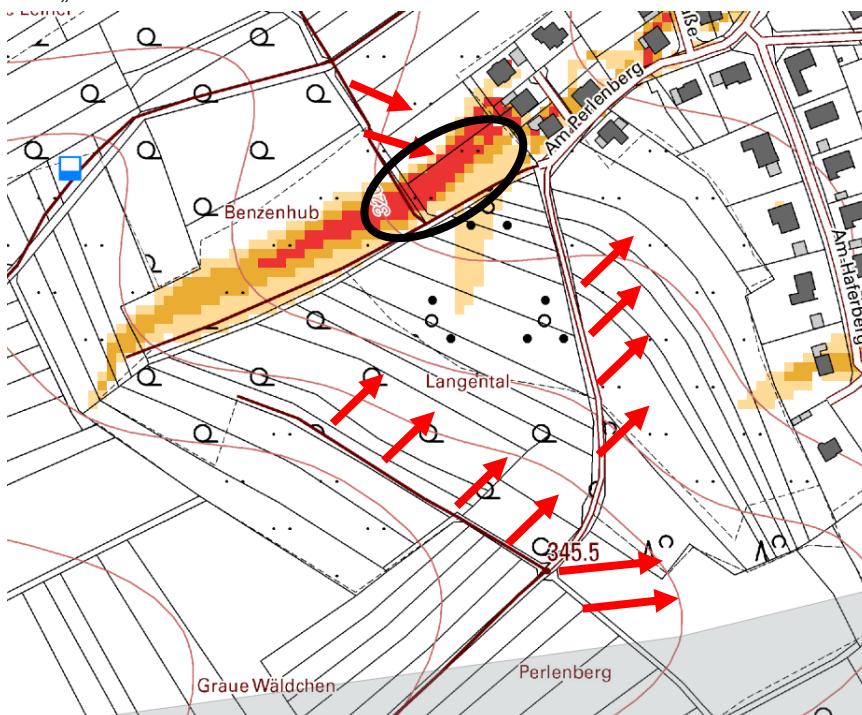 Am Perlenberg
Benzenhub
Am-Haferberg
Langental
345.5
Perlenberg
Graue Wäldchen